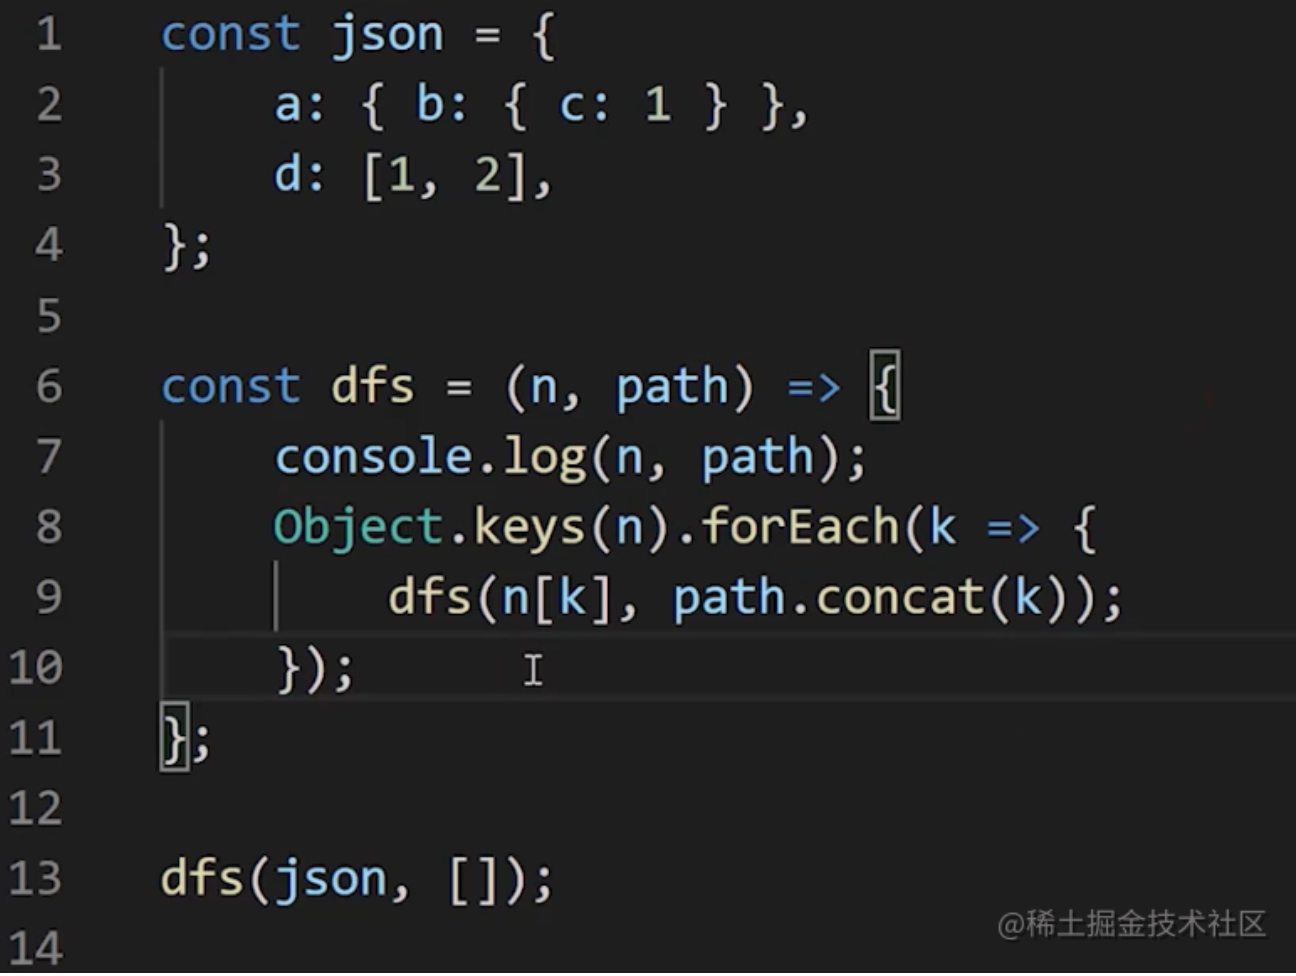 1 const json = {
2 a: { b: { c: 1 } },
3 d: [1, 2],
4 };
5
6 const dfs = (n, path) => {
7 console.log(n, path);
8 Object.keys(n).forEach(k => {
9 dfs(n[k], path.concat(k));
10 });
11 };
12
13 dfs(json, []);
14
@稀土掘金技术社区